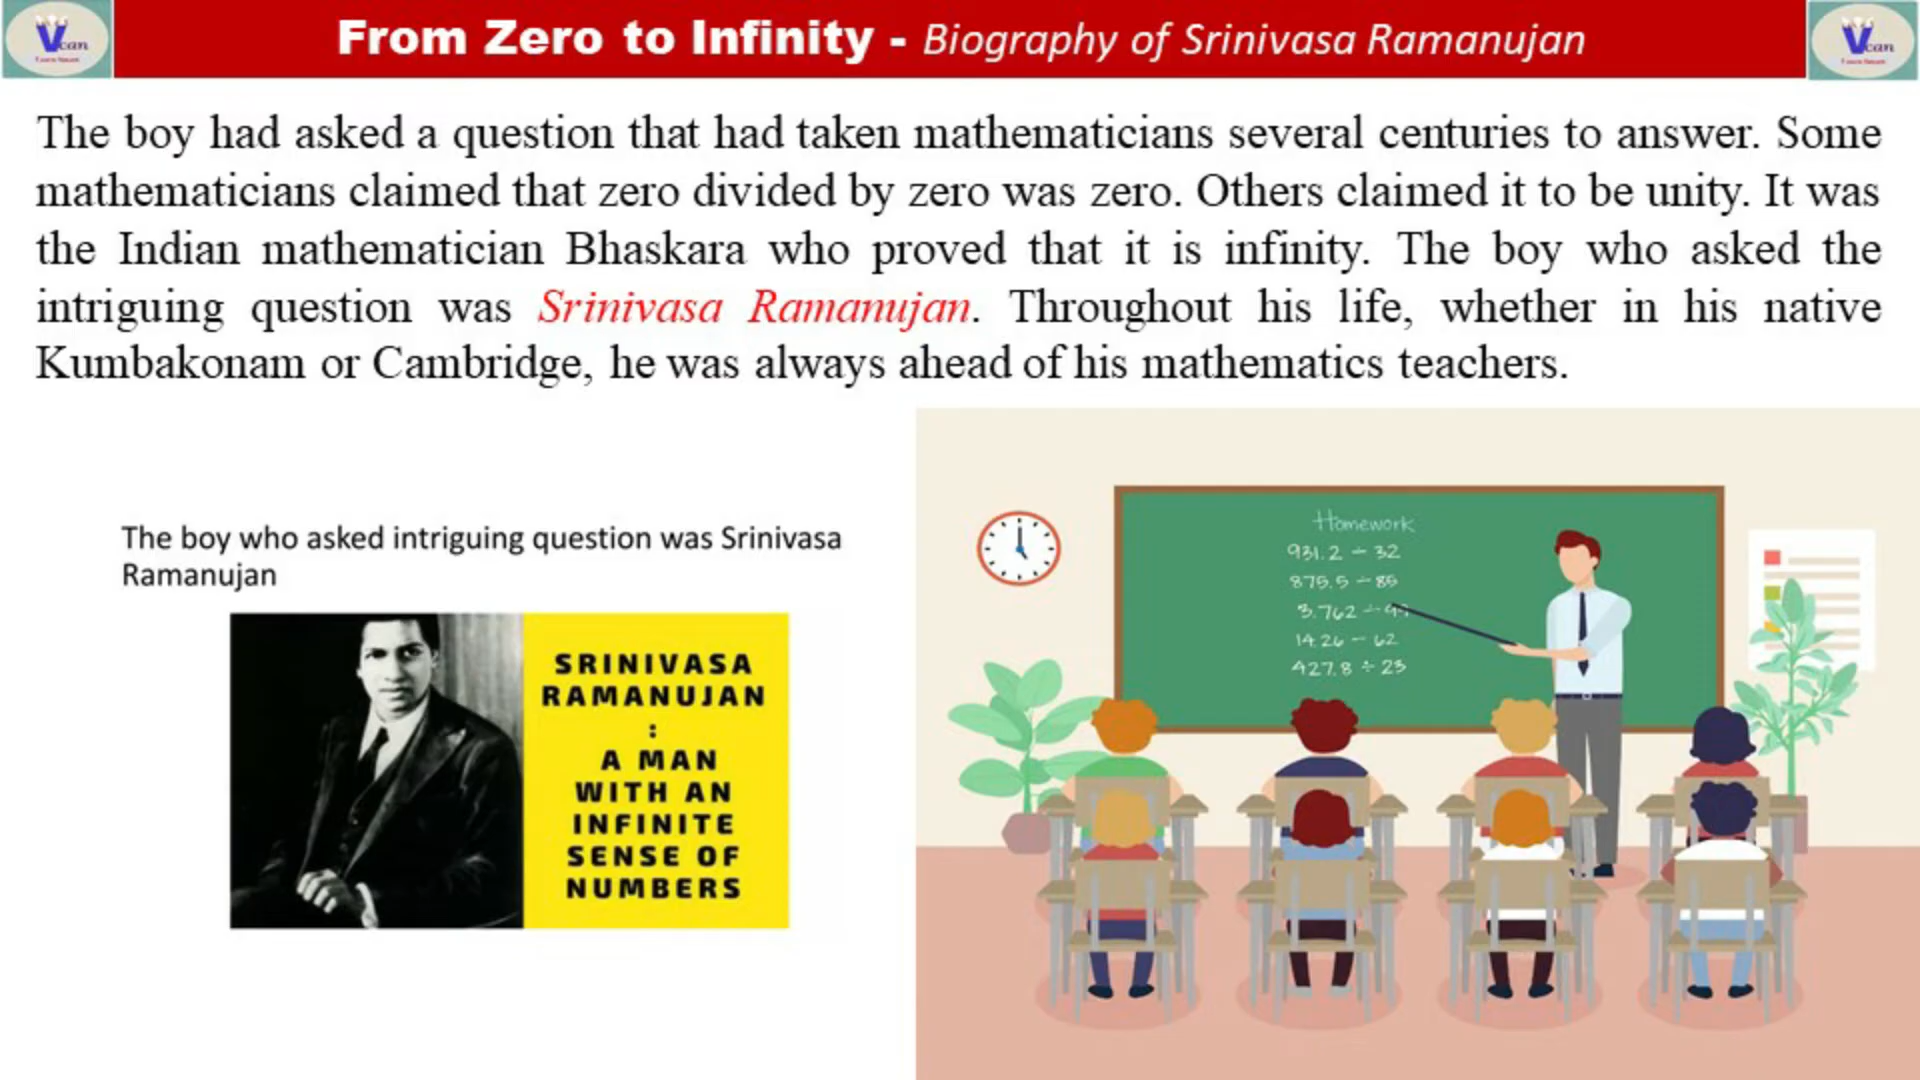 Vcan
From Zero to Infinity - Biography of Srinivasa Ramanujan
Vcan
The boy had asked a question that had taken mathematicians several centuries to answer. Some
mathematicians claimed that zero divided by zero was zero. Others claimed it to be unity. It was
the Indian mathematician Bhaskara who proved that it is infinity. The boy who asked the
intriguing question was Srinivasa Ramanujan. Throughout his life, whether in his native
Kumbakonam or Cambridge, he was always ahead of his mathematics teachers.
The boy who asked intriguing question was Srinivasa
Ramanujan
SRINIVASA
RAMANUJAN
:
A MAN
WITH AN
INFINITE
SENSE OF
NUMBERS
Homework
931.2 ÷ 32
875.5 ÷ 85
3.762 ÷
14.26 ÷ 62
427.8 ÷ 23